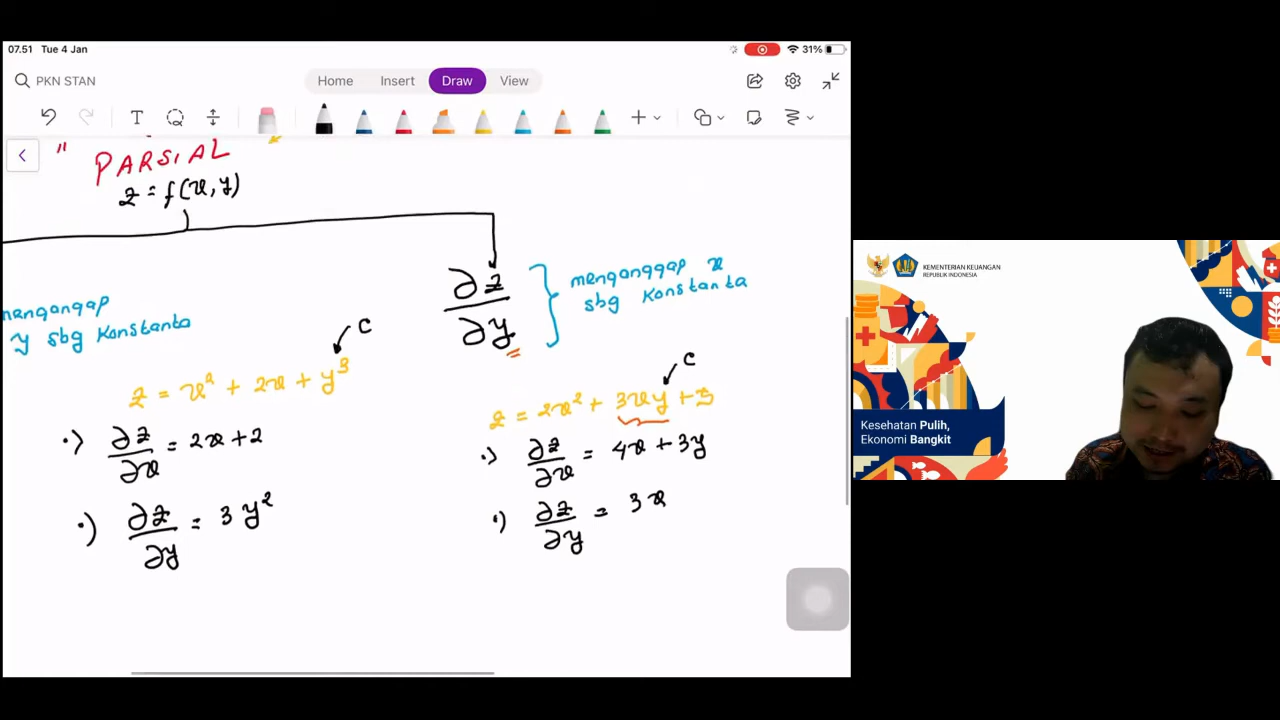 07.51 Tue 4 Jan
31%
PKN STAN
Home Insert Draw View
" PARSIAL
z = f(x, y)
∂z
∂y
menganggap x
sbg Konstanta
mengangap
y sbg Konstanta
c
z = x² + 2x + y³
•) ∂z/∂x = 2x + 2
•) ∂z/∂y = 3y²
c
z = 2x² + 3xy + 3
•) ∂z/∂x = 4x + 3y
•) ∂z/∂y = 3x
KEMENTERIAN KEUANGAN
REPUBLIK INDONESIA
Kesehatan Pulih,
Ekonomi Bangkit